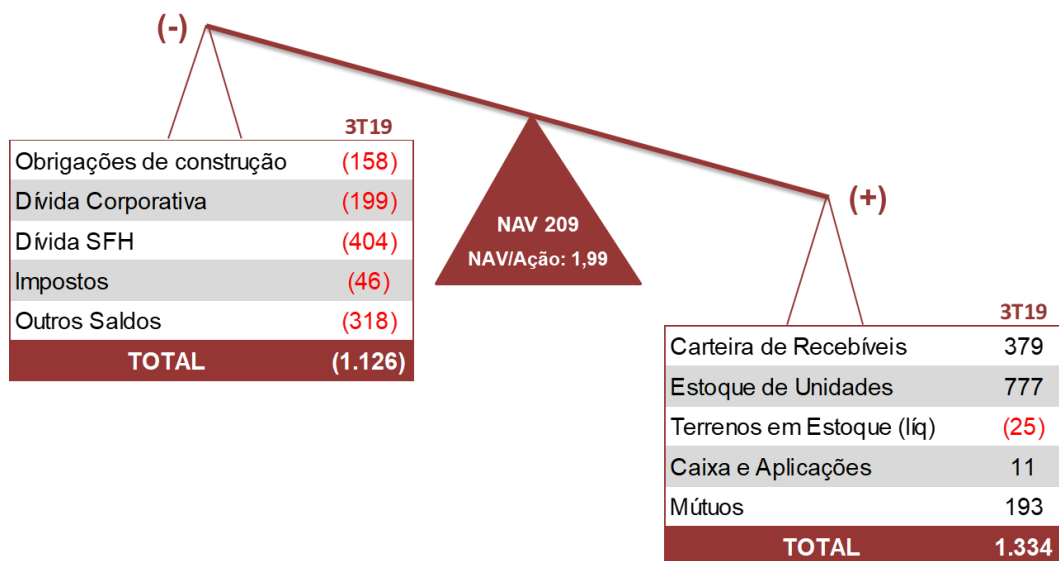 (-)
3T19
Obrigações de construção (158)
Dívida Corporativa (199)
Dívida SFH (404)
Impostos (46)
Outros Saldos (318)
TOTAL (1.126)
NAV 209
NAV/Ação: 1,99
(+)
3T19
Carteira de Recebíveis 379
Estoque de Unidades 777
Terrenos em Estoque (líq) (25)
Caixa e Aplicações 11
Mútuos 193
TOTAL 1.334